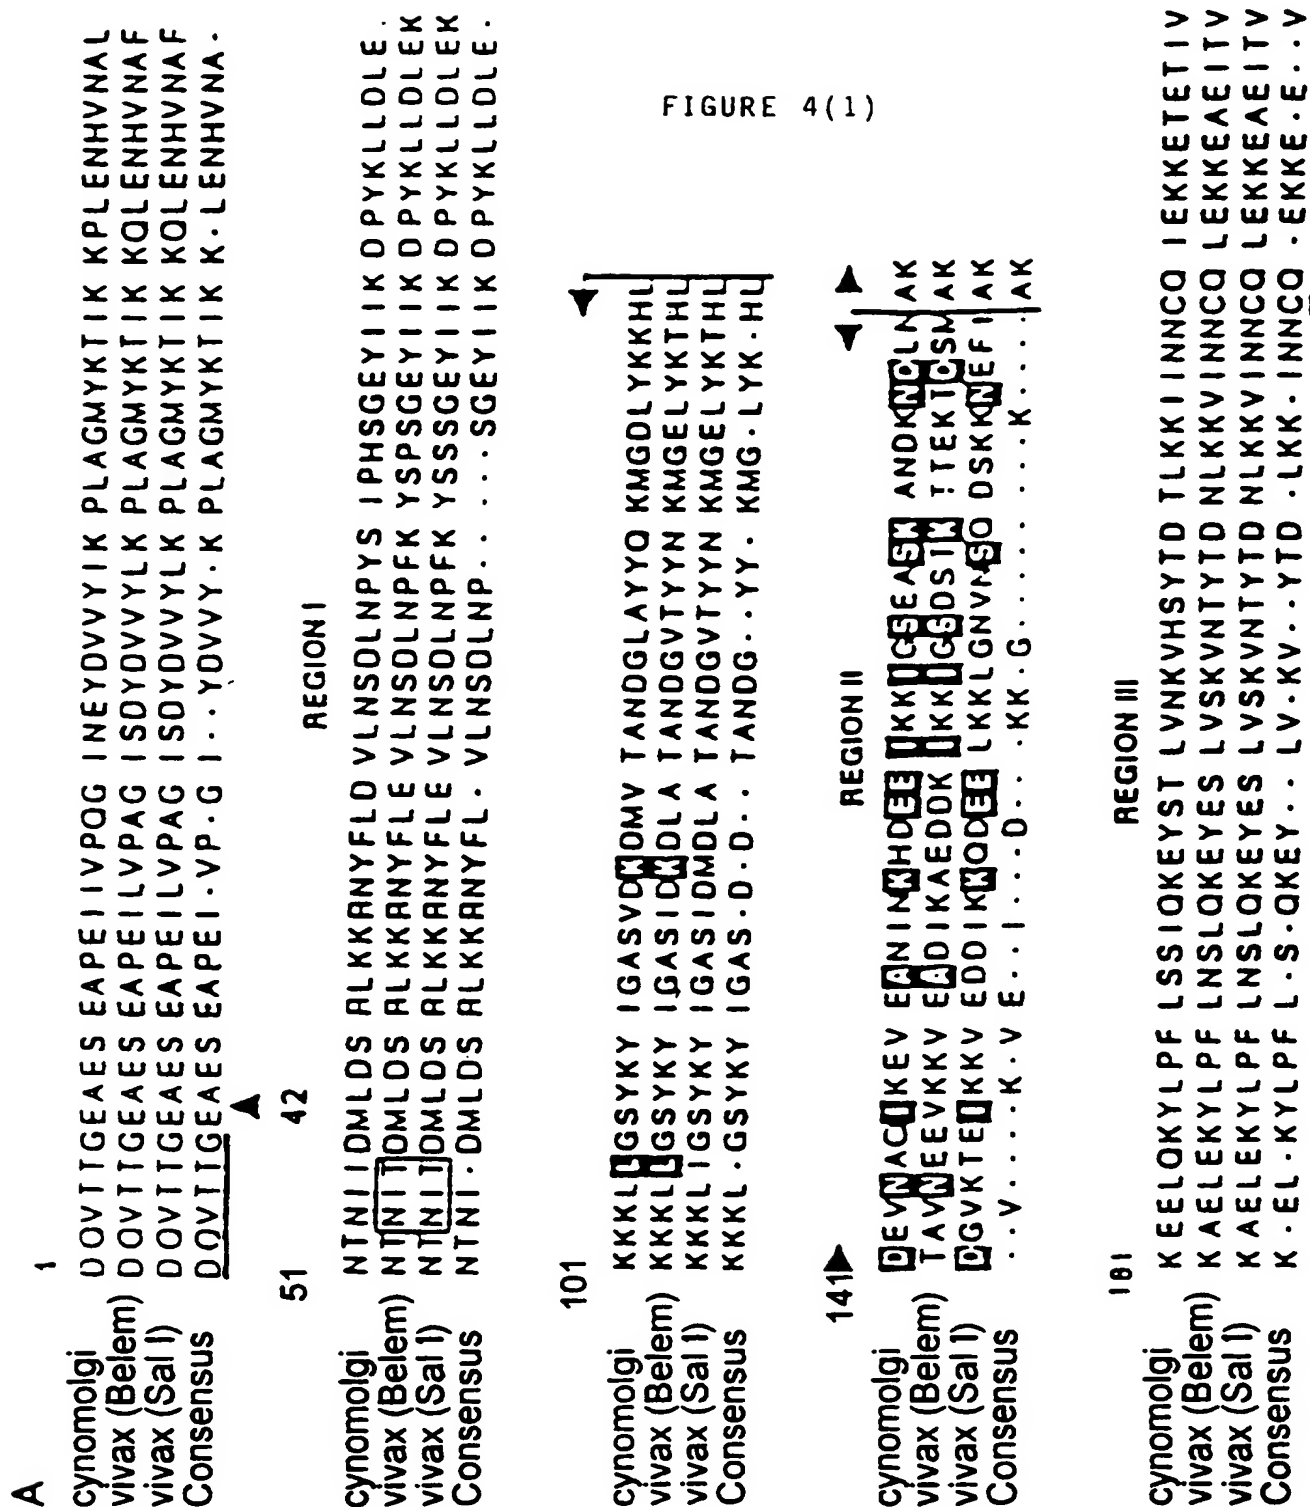 FIGURE 4(1)
A
1
cynomolgi DQVTTGEAES EAPEIIVPQG INEYDVVYIK PLAGMYKTIK KPLENHVNAL
vivax (Belem) DQVTTGEAES EAPEILVPAG ISDYDVVYLK PLAGMYKTIK KQLENHVNAF
vivax (Sal I) DQVTTGEAES EAPEILVPAG ISDYDVVYLK PLAGMYKTIK KQLENHVNAF
Consensus DQVTTGEAES EAPEI.VP.G I..YDVVY.K PLAGMYKTIK K.LENHVNA.
42
51
REGION I
cynomolgi NTNIIDMLDS RLKKRNYFLD VLNSDLNPYS IPHSGEYIIK DPYKLLDLE.
vivax (Belem) NTNITDMLDS RLKKRNYFLE VLNSDLNPFK YSPSGEYIIK DPYKLLDLEK
vivax (Sal I) NTNITDMLDS RLKKRNYFLE VLNSDLNPFK YSSSGEYIIK DPYKLLDLEK
Consensus NTNI.DMLDS RLKKRNYFL. VLNSDLNP.. ...SGEYIIK DPYKLLDLE.
101
cynomolgi KKKLLGSYKY IGASVDKDMV TANDGLAYYQ KMGDLYKKHL
vivax (Belem) KKKLLGSYKY IGASIDKDLA TANDGVTYYN KMGELYKTHL
vivax (Sal I) KKKLIGSYKY IGASIDMDLA TANDGVTYYN KMGELYKTHL
Consensus KKKL.GSYKY IGAS.D.D.. TANDG..YY. KMG.LYK.HL
141
REGION II
cynomolgi DEVNACIKEV EANINKHDEE IKKIGSEASK ANDKNQLNAK
vivax (Belem) TAVNEEVKKV EADIKAEDDK IKKIGSDSTK TTEKTQSMAK
vivax (Sal I) DGVKTEIKKV EDDIKKQDEE LKKLGNVNSQ DSKKNEFIAK
Consensus ..V....K.V E..I...D.. .KK.G..... ...K....AK
181
REGION III
cynomolgi KEELQKYLPF LSSIQKEYST LVNKVHSYTD TLKKIINNCQ IEKKETETIV
vivax (Belem) KAELEKYLPF LNSLQKEYES LVSKVNTYTD NLKKVINNCQ LEKKEAEITV
vivax (Sal I) KAELEKYLPF LNSLQKEYES LVSKVNTYTD NLKKVINNCQ LEKKEAEITV
Consensus K.EL.KYLPF L.S.QKEY.. LV.KV..YTD .LKK.INNCQ .EKKE.E..V